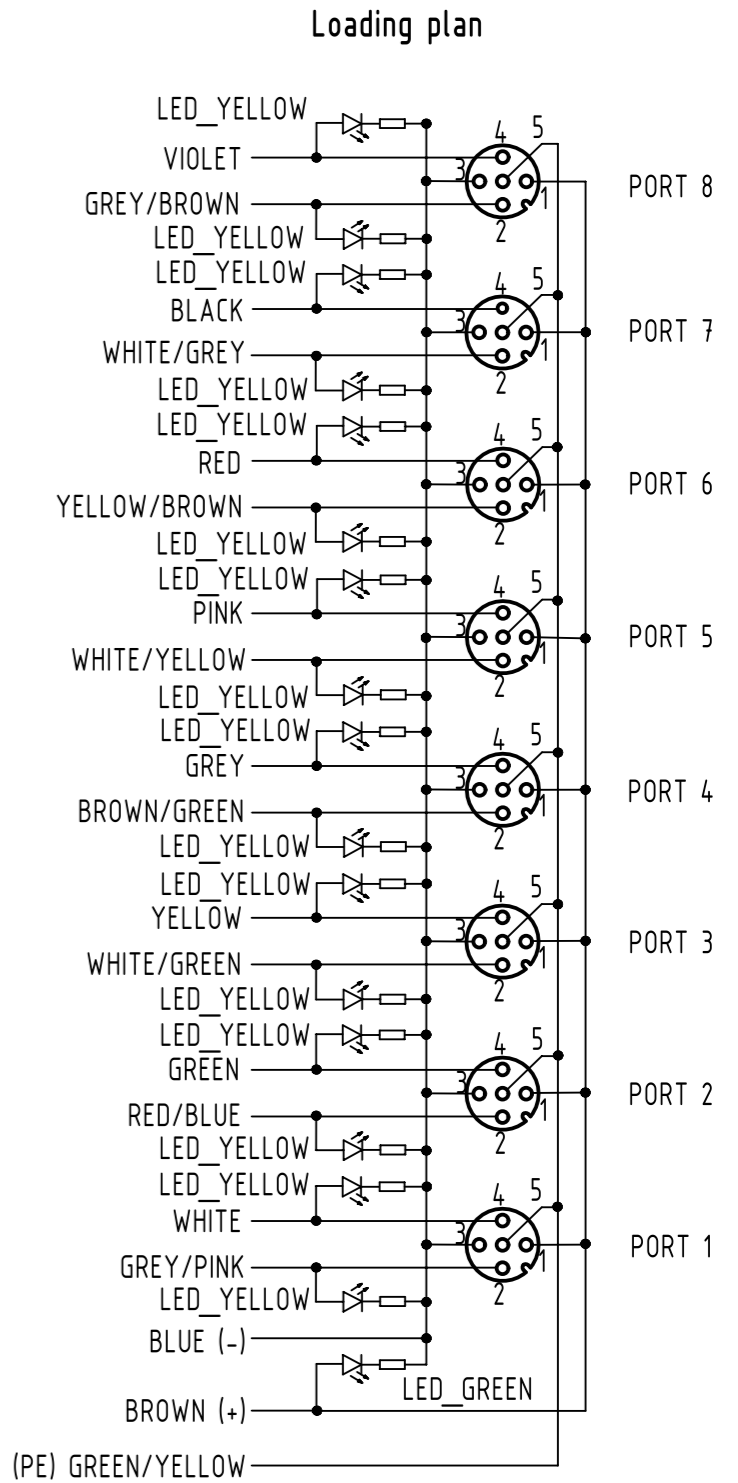 Loading plan
LED_YELLOW
4 5
VIOLET
3
PORT 8
1
GREY/BROWN
2
LED_YELLOW
LED_YELLOW
4 5
BLACK
3
PORT 7
1
WHITE/GREY
2
LED_YELLOW
LED_YELLOW
4 5
RED
3
PORT 6
1
YELLOW/BROWN
2
LED_YELLOW
LED_YELLOW
4 5
PINK
3
PORT 5
1
WHITE/YELLOW
2
LED_YELLOW
LED_YELLOW
4 5
GREY
3
PORT 4
1
BROWN/GREEN
2
LED_YELLOW
LED_YELLOW
4 5
YELLOW
3
PORT 3
1
WHITE/GREEN
2
LED_YELLOW
LED_YELLOW
4 5
GREEN
3
PORT 2
1
RED/BLUE
2
LED_YELLOW
LED_YELLOW
4 5
WHITE
3
PORT 1
1
GREY/PINK
2
LED_YELLOW
BLUE (-)
LED_GREEN
BROWN (+)
(PE) GREEN/YELLOW